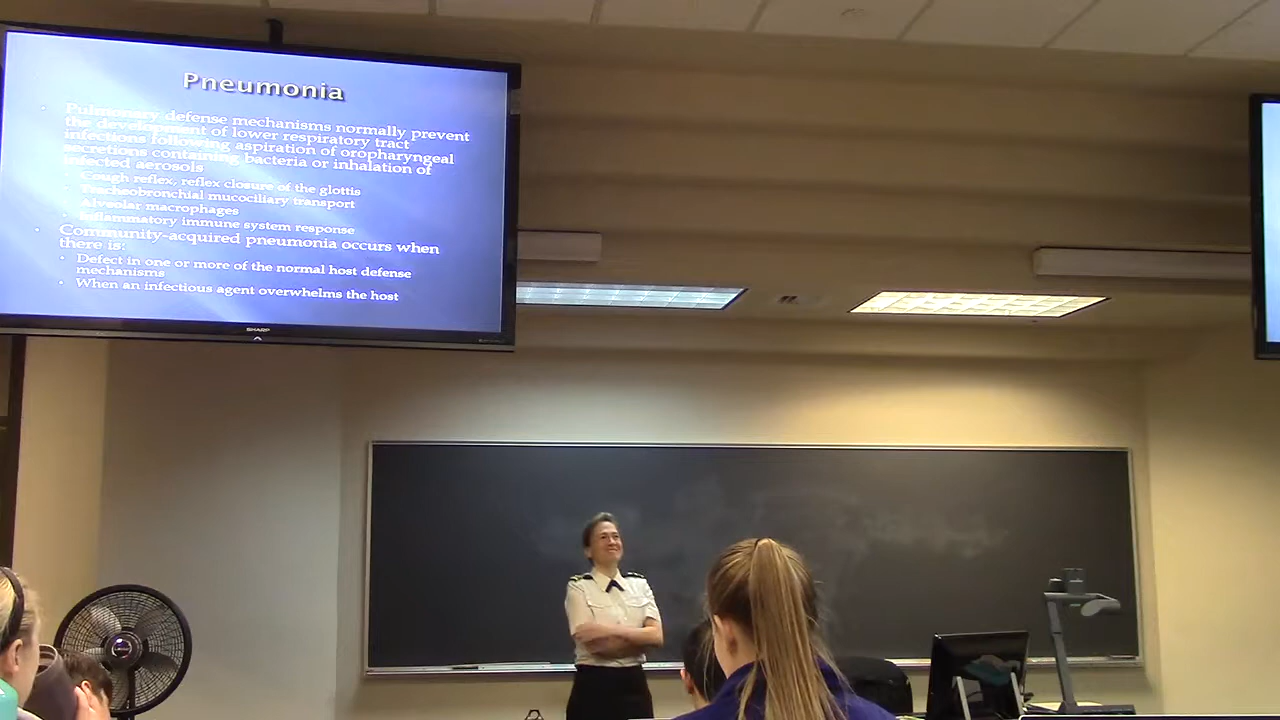 Pneumonia
Pulmonary defense mechanisms normally prevent
the development of lower respiratory tract
infections following aspiration of oropharyngeal
secretions containing bacteria or inhalation of
infected aerosols
Cough reflex, reflex closure of the glottis
Tracheobronchial mucociliary transport
Alveolar macrophages
Inflammatory immune system response
Community-acquired pneumonia occurs when
there is:
Defect in one or more of the normal host defense
mechanisms
When an infectious agent overwhelms the host
SHARP